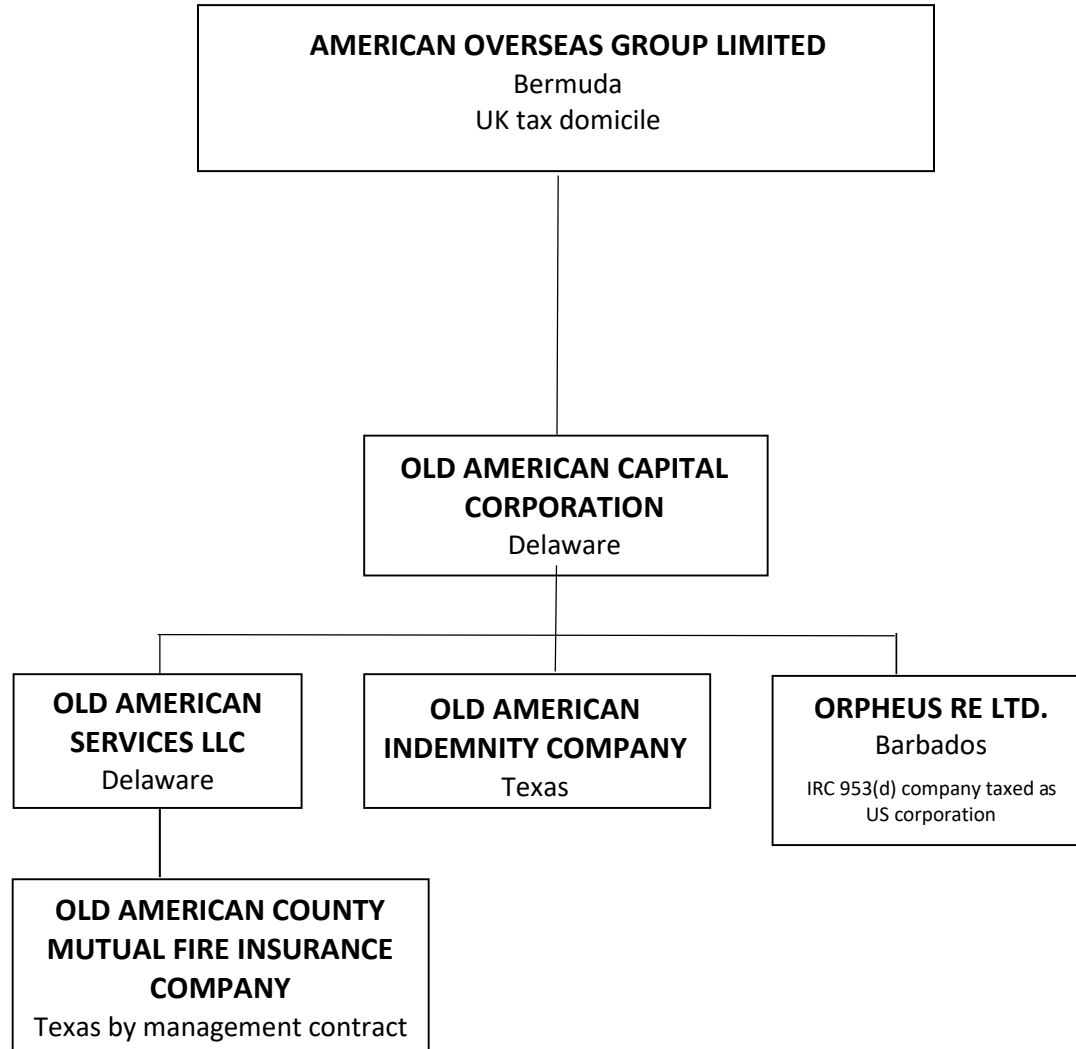 AMERICAN OVERSEAS GROUP LIMITED
Bermuda
UK tax domicile
OLD AMERICAN CAPITAL
CORPORATION
Delaware
OLD AMERICAN
SERVICES LLC
Delaware
OLD AMERICAN
INDEMNITY COMPANY
Texas
ORPHEUS RE LTD.
Barbados
IRC 953(d) company taxed as
US corporation
OLD AMERICAN COUNTY
MUTUAL FIRE INSURANCE
COMPANY
Texas by management contract